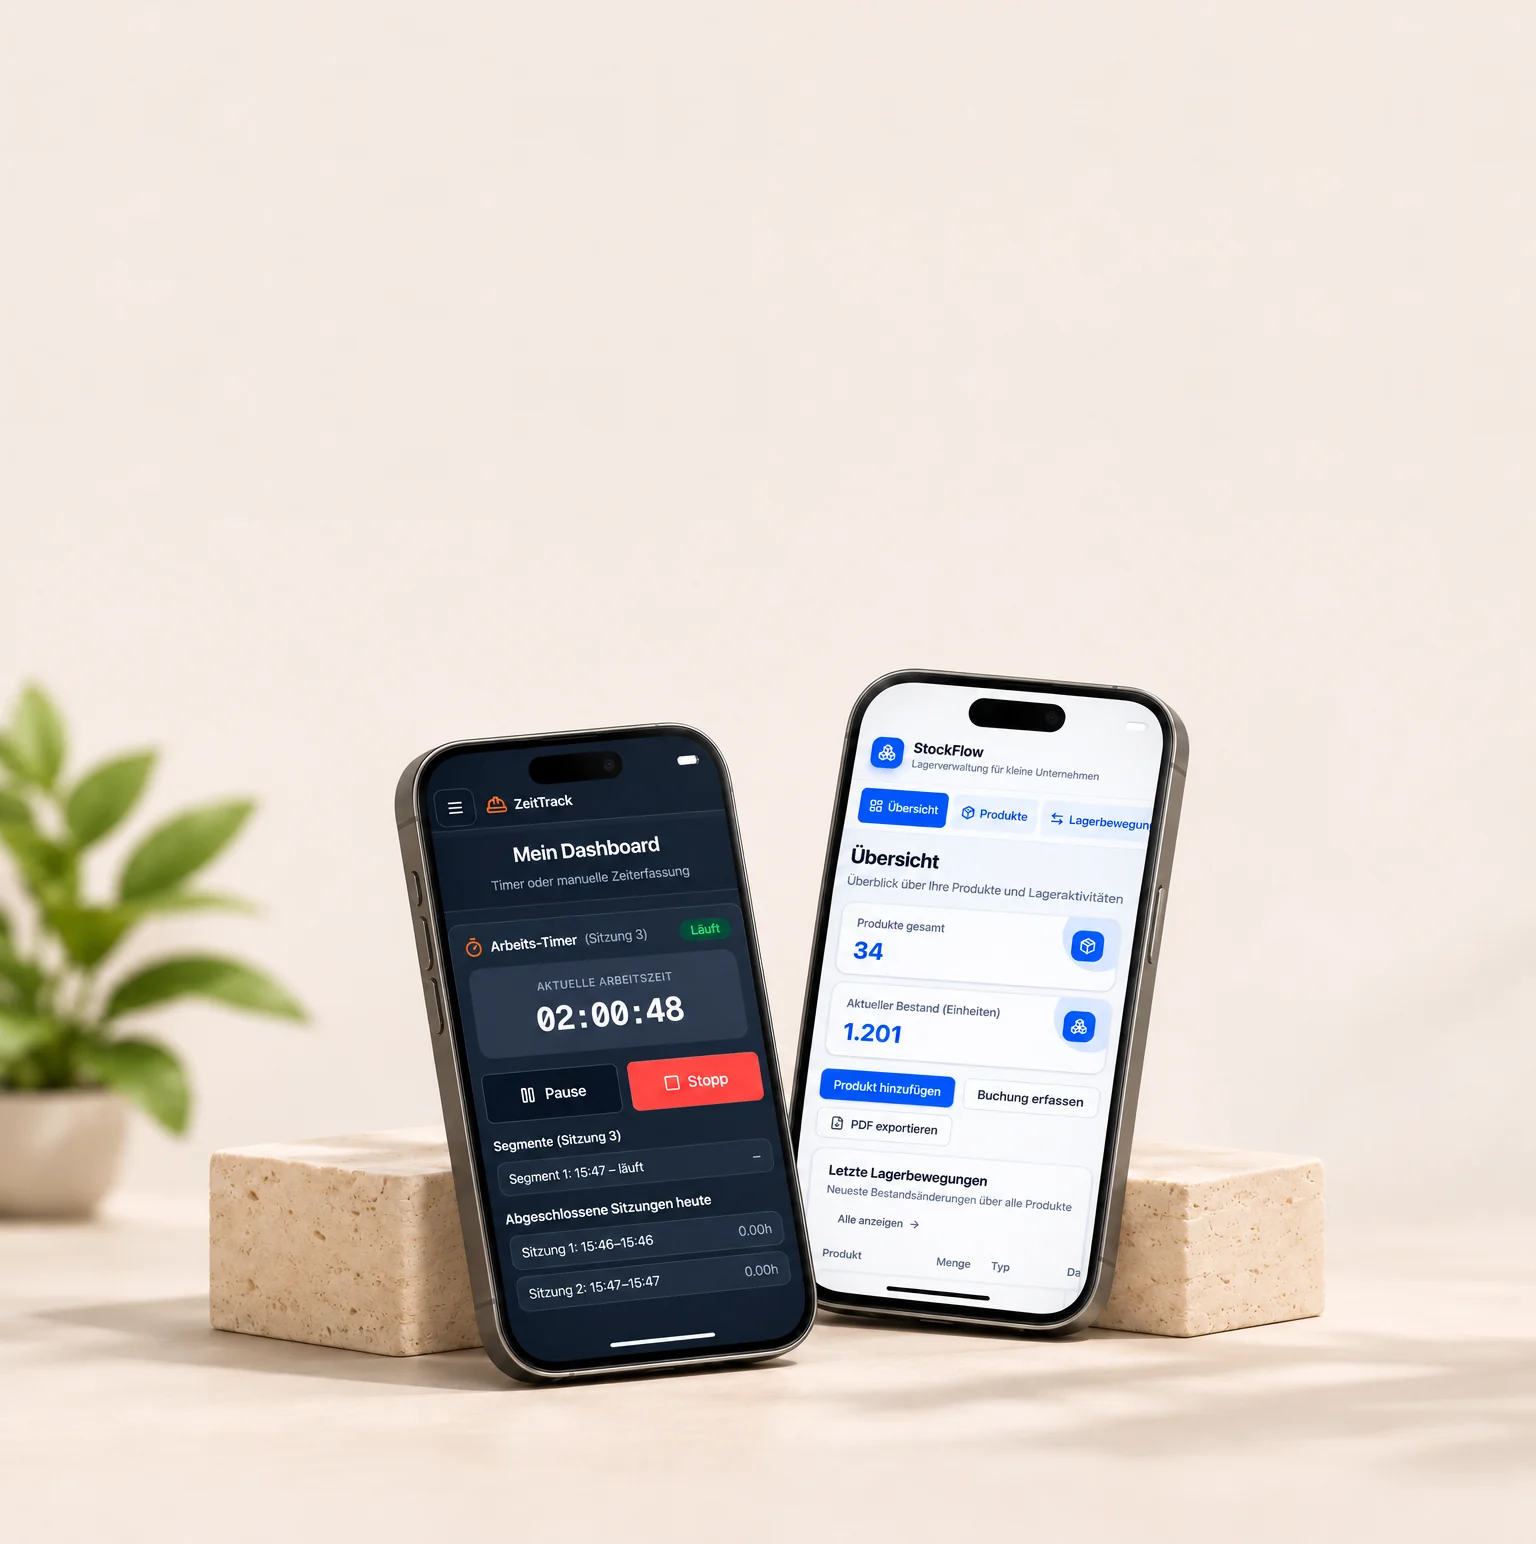 ZeitTrack
Mein Dashboard
Timer oder manuelle Zeiterfassung
Arbeits-Timer (Sitzung 3)
Läuft
AKTUELLE ARBEITSZEIT
02:00:48
Pause
Stopp
Segmente (Sitzung 3)
Segment 1: 15:47 – läuft
–
Abgeschlossene Sitzungen heute
Sitzung 1: 15:46–15:46
0.00h
Sitzung 2: 15:47–15:47
0.00h
StockFlow
Lagerverwaltung für kleine Unternehmen
Übersicht
Produkte
Lagerbewegun
Übersicht
Überblick über Ihre Produkte und Lageraktivitäten
Produkte gesamt
34
Aktueller Bestand (Einheiten)
1.201
Produkt hinzufügen
Buchung erfassen
PDF exportieren
Letzte Lagerbewegungen
Neueste Bestandsänderungen über alle Produkte
Alle anzeigen →
Produkt Menge Typ Da